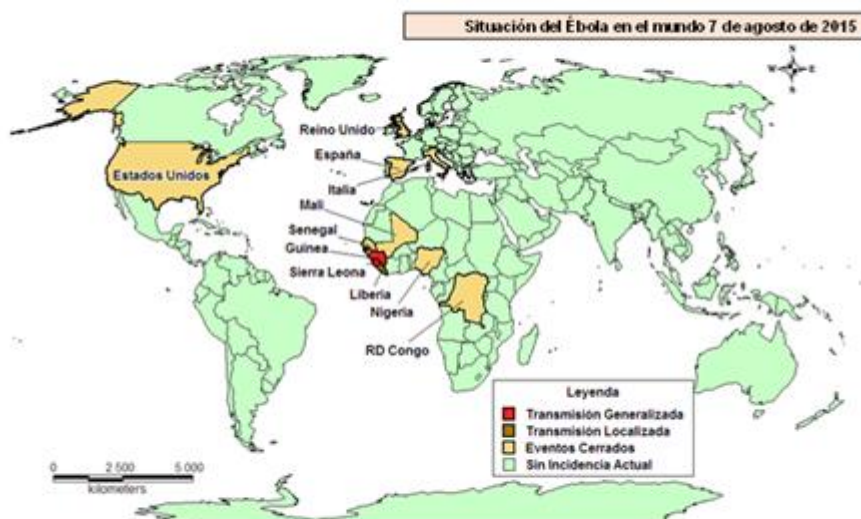 Situación del Ébola en el mundo 7 de agosto de 2015
N
W E
S
Reino Unido
España
Estados Unidos
Italia
Mali
Senegal
Guinea
Sierra Leona
Liberia
Nigeria
RD Congo
Leyenda
Transmisión Generalizada
Transmisión Localizada
Eventos Cerrados
Sin Incidencia Actual
0 2 500 5 000
kilometers